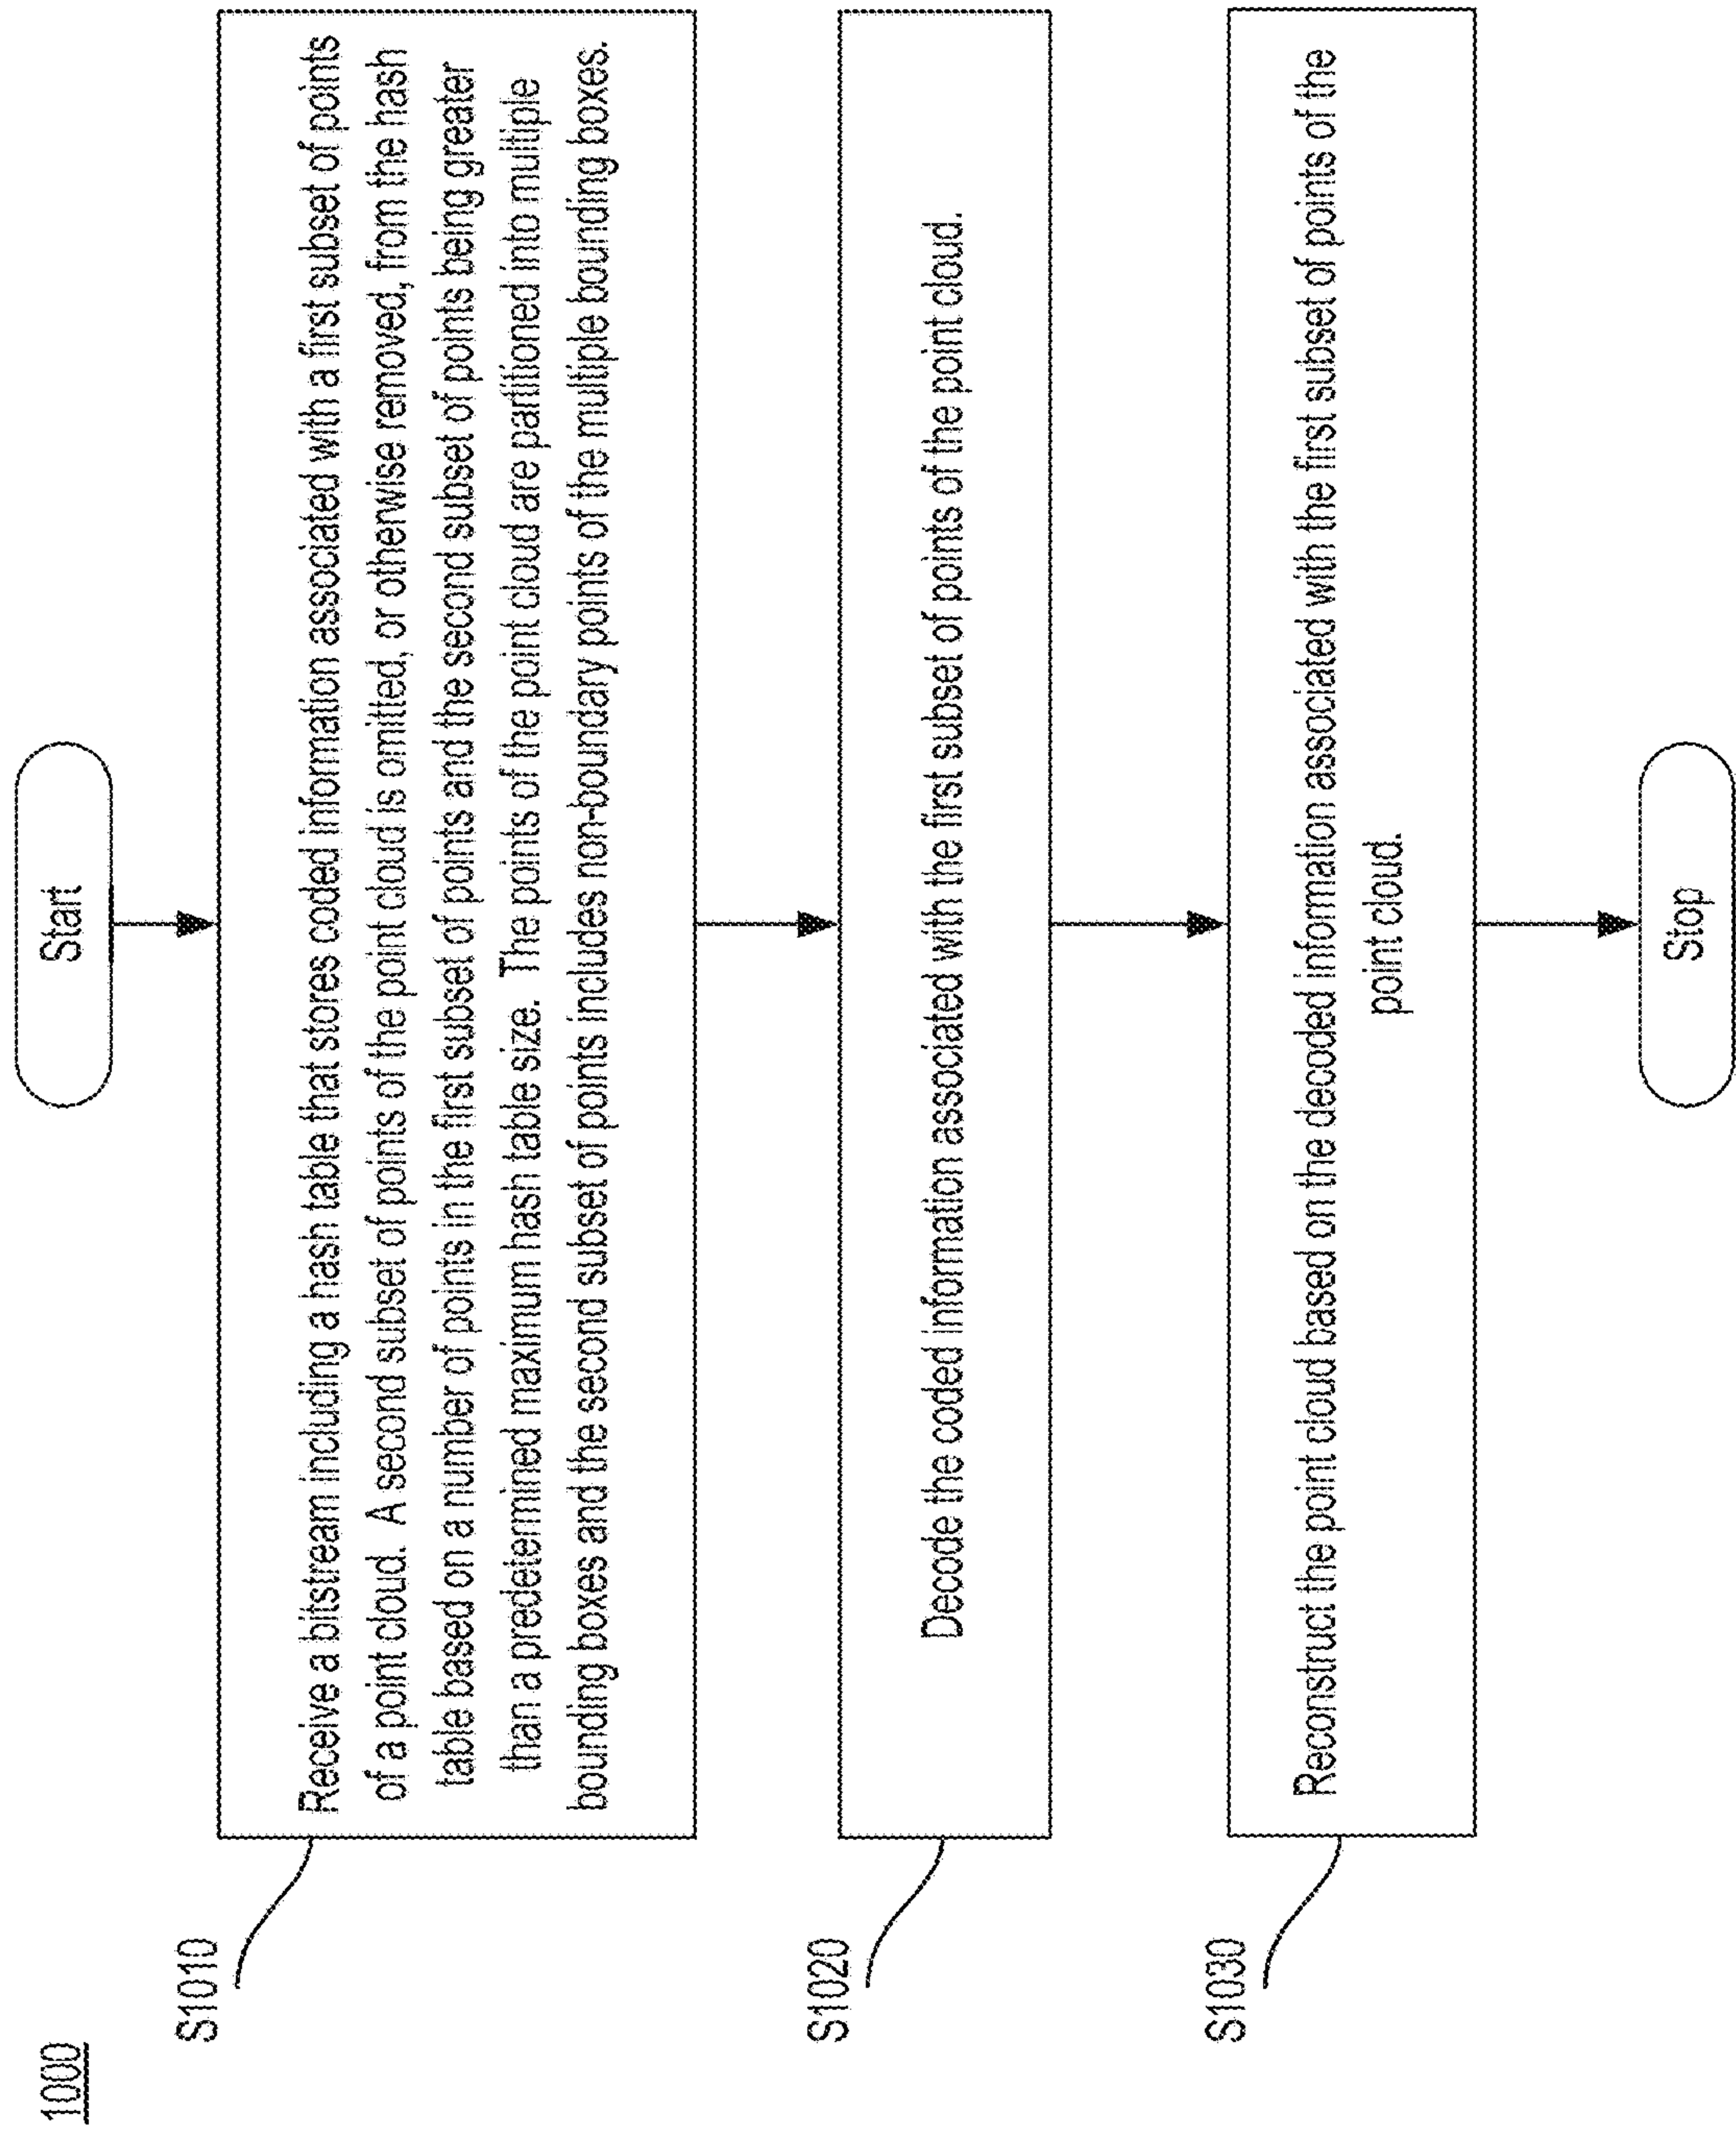 1000
Start
S1010
Receive a bitstream including a hash table that stores coded information associated with a first subset of points
of a point cloud. A second subset of points of the point cloud is omitted, or otherwise removed, from the hash
table based on a number of points in the first subset of points and the second subset of points being greater
than a predetermined maximum hash table size. The points of the point cloud are partitioned into multiple
bounding boxes and the second subset of points includes non-boundary points of the multiple bounding boxes.
S1020
Decode the coded information associated with the first subset of points of the point cloud.
S1030
Reconstruct the point cloud based on the decoded information associated with the first subset of points of the
point cloud.
Stop